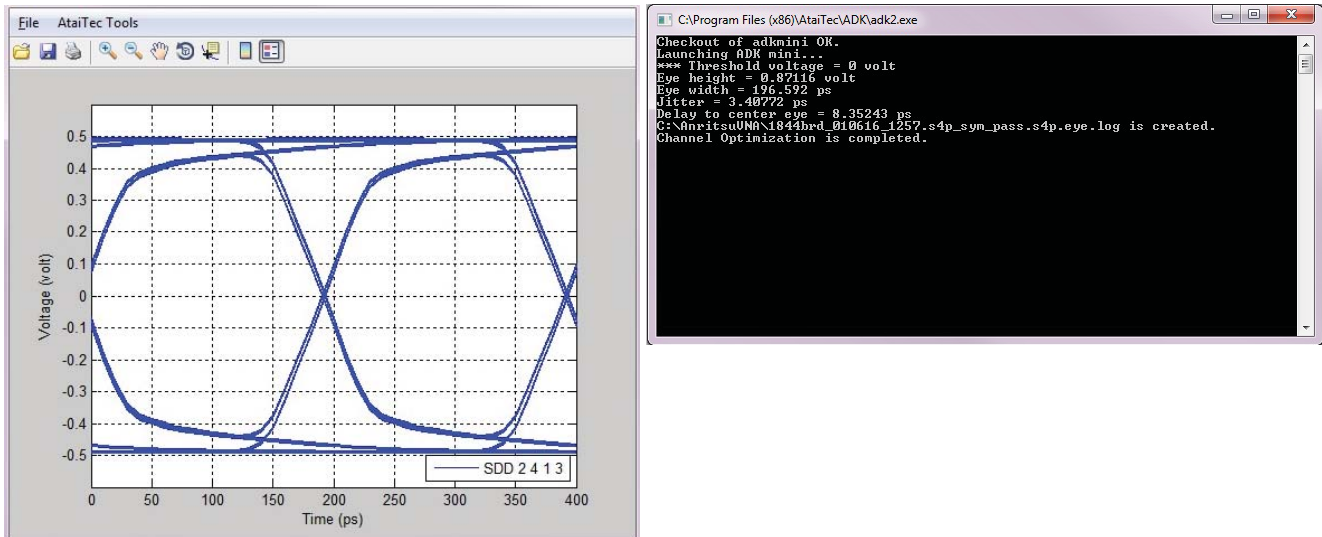 File AtaiTec Tools
0.5
0.4
0.3
0.2
0.1
0
-0.1
-0.2
-0.3
-0.4
-0.5
Voltage (volt)
SDD 2 4 1 3
0 50 100 150 200 250 300 350 400
Time (ps)
C:\Program Files (x86)\AtaiTec\ADK\adk2.exe
Checkout of adkmini OK.
Launching ADK mini...
*** Threshold voltage = 0 volt
Eye height = 0.87116 volt
Eye width = 196.592 ps
Jitter = 3.40772 ps
Delay to center eye = 8.35243 ps
C:\AnritsuVNA\1844brd_010616_1257.s4p_sym_pass.s4p.eye.log is created.
Channel Optimization is completed.